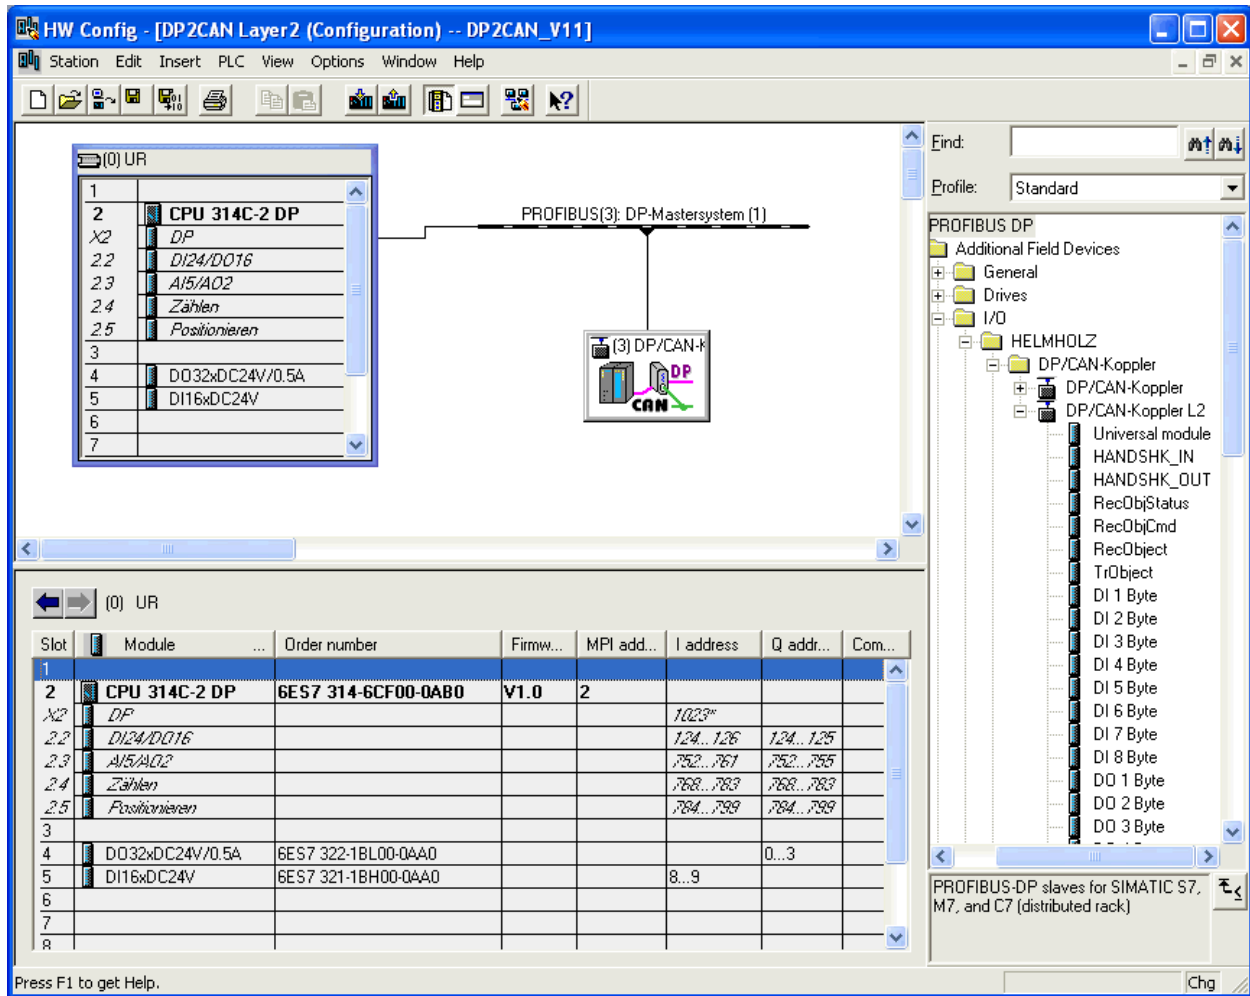 HW Config - [DP2CAN Layer2 (Configuration) -- DP2CAN_V11]
Station Edit Insert PLC View Options Window Help
(0) UR
1
2 CPU 314C-2 DP
X2 DP
2.2 DI24/DO16
2.3 AI5/AO2
2.4 Zählen
2.5 Positionieren
3
4 DO32xDC24V/0.5A
5 DI16xDC24V
6
7
PROFIBUS(3): DP-Mastersystem (1)
(3) DP/CAN-K
DP
CAN
Find:
Profile: Standard
PROFIBUS DP
Additional Field Devices
General
Drives
I/O
HELMHOLZ
DP/CAN-Koppler
DP/CAN-Koppler
DP/CAN-Koppler L2
Universal module
HANDSHK_IN
HANDSHK_OUT
RecObjStatus
RecObjCmd
RecObject
TrObject
DI 1 Byte
DI 2 Byte
DI 3 Byte
DI 4 Byte
DI 5 Byte
DI 6 Byte
DI 7 Byte
DI 8 Byte
DO 1 Byte
DO 2 Byte
DO 3 Byte
PROFIBUS-DP slaves for SIMATIC S7,
M7, and C7 (distributed rack)
(0) UR
Slot Module ... Order number Firmw... MPI add... I address Q addr... Com...
1
2 CPU 314C-2 DP 6ES7 314-6CF00-0AB0 V1.0 2
X2 DP 1023*
2.2 DI24/DO16 124...126 124...125
2.3 AI5/AO2 752...761 752...755
2.4 Zählen 768...783 768...783
2.5 Positionieren 784...799 784...799
3
4 DO32xDC24V/0.5A 6ES7 322-1BL00-0AA0 0...3
5 DI16xDC24V 6ES7 321-1BH00-0AA0 8...9
6
7
8
Press F1 to get Help.
Chg